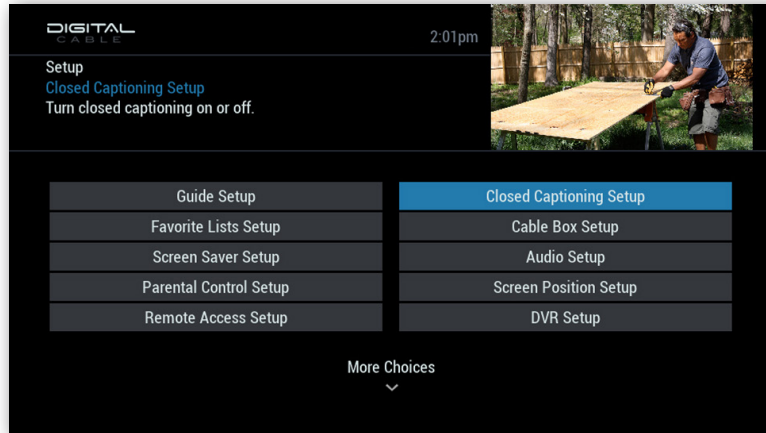 DIGITAL
CABLE
2:01pm
Setup
Closed Captioning Setup
Turn closed captioning on or off.
Guide Setup
Closed Captioning Setup
Favorite Lists Setup
Cable Box Setup
Screen Saver Setup
Audio Setup
Parental Control Setup
Screen Position Setup
Remote Access Setup
DVR Setup
More Choices